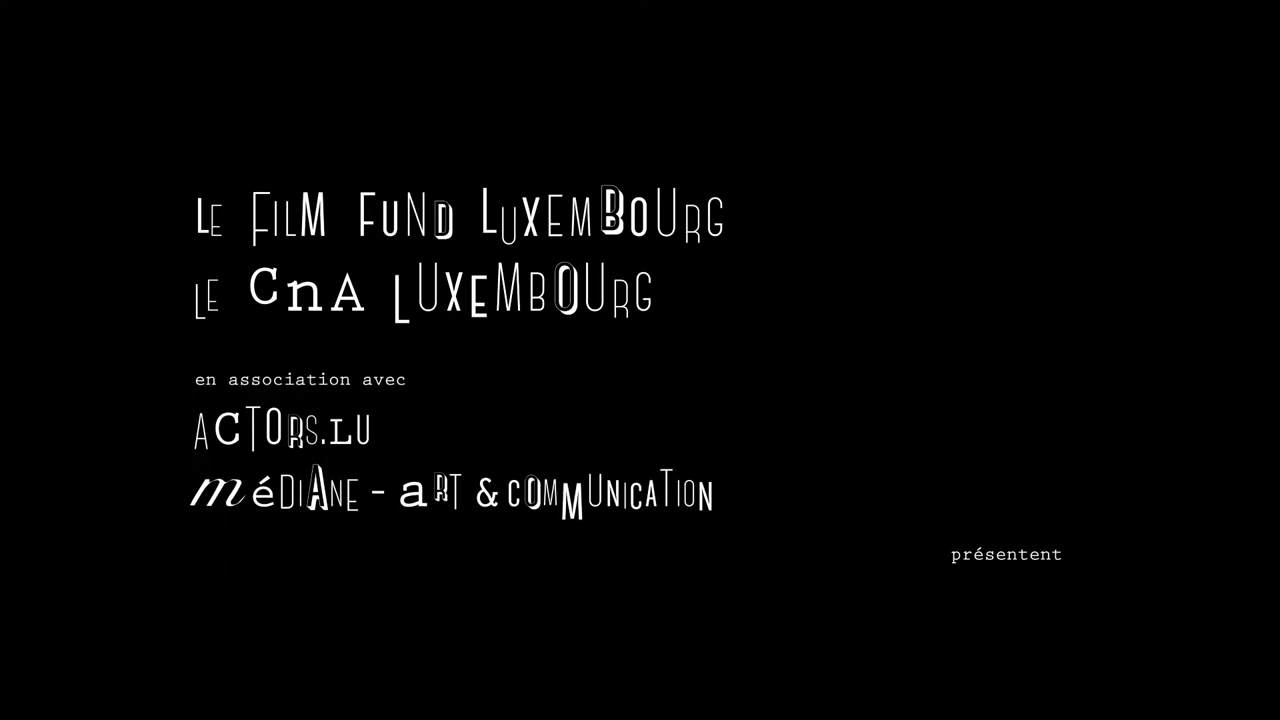 LE FILM FUND LUXEMBOURG
LE CnA LUXEMBOURG
en association avec
ACTORS.LU
méDIANE - aRT & COMMUNICATION
présentent